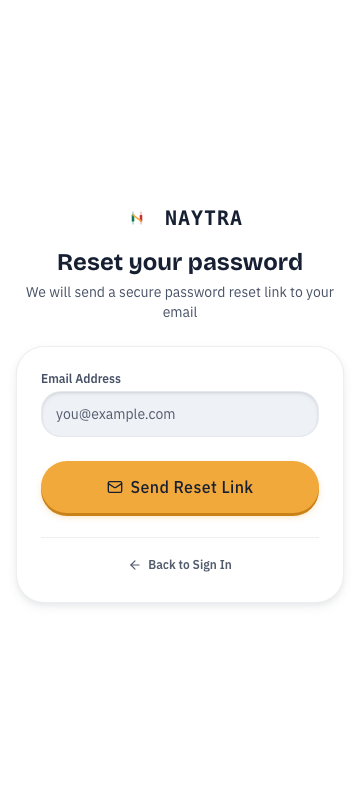 NAYTRA
Reset your password
We will send a secure password reset link to your
email
Email Address
you@example.com
Send Reset Link
Back to Sign In